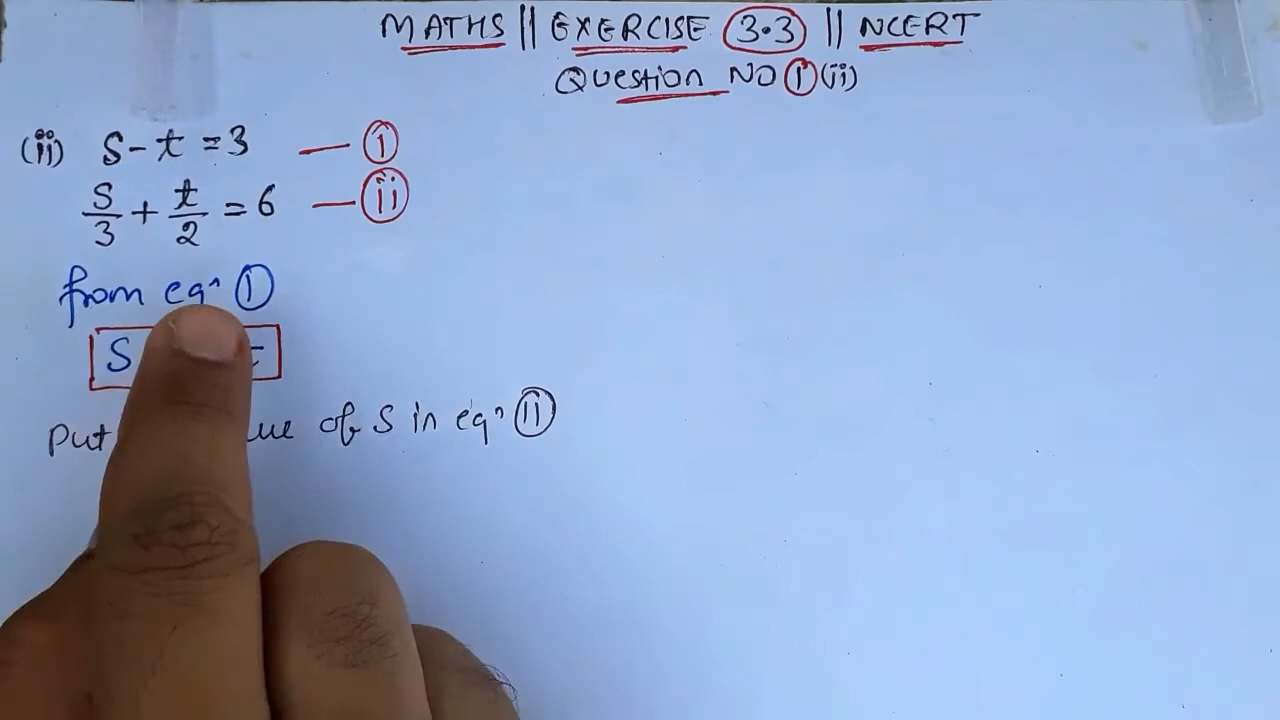 MATHS || EXERCISE 3.3 || NCERT
QUESTION NO 1 (ii)
(ii) S - t = 3 — i
S/3 + t/2 = 6 — ii
from eqn 1
S
Put of S in eqn ii